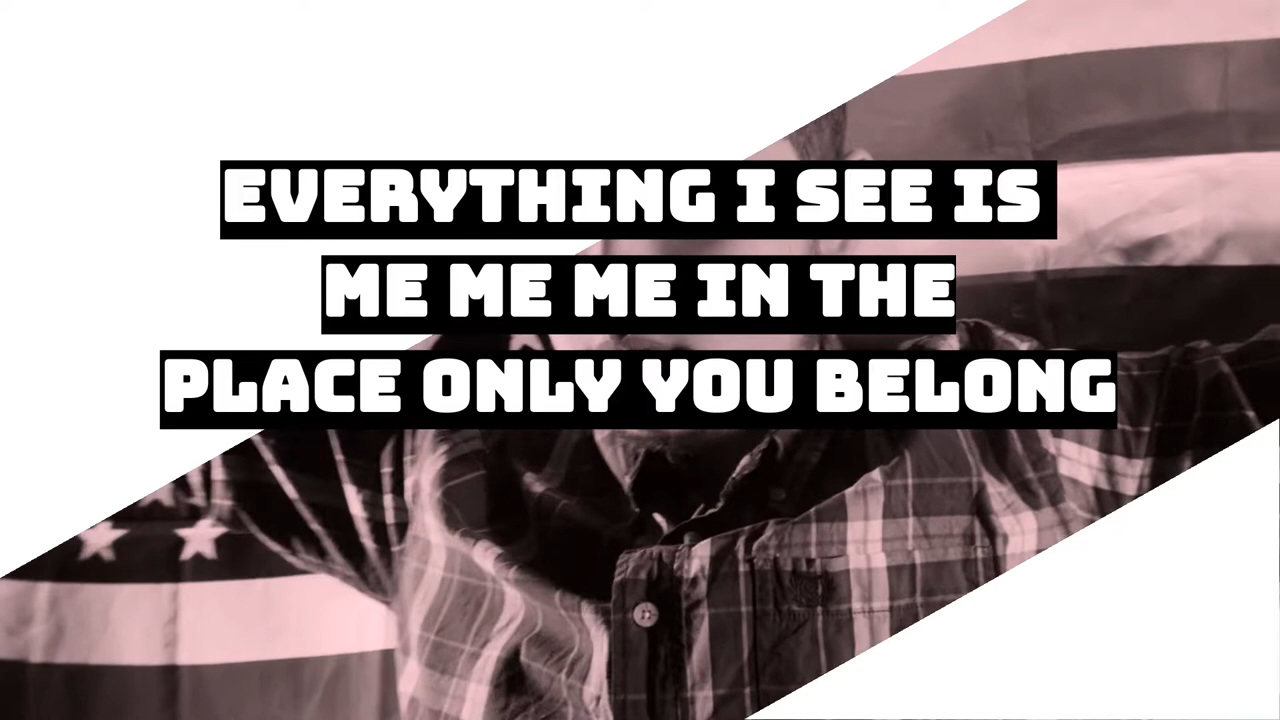 EVERYTHING I SEE IS
ME ME ME IN THE
PLACE ONLY YOU BELONG